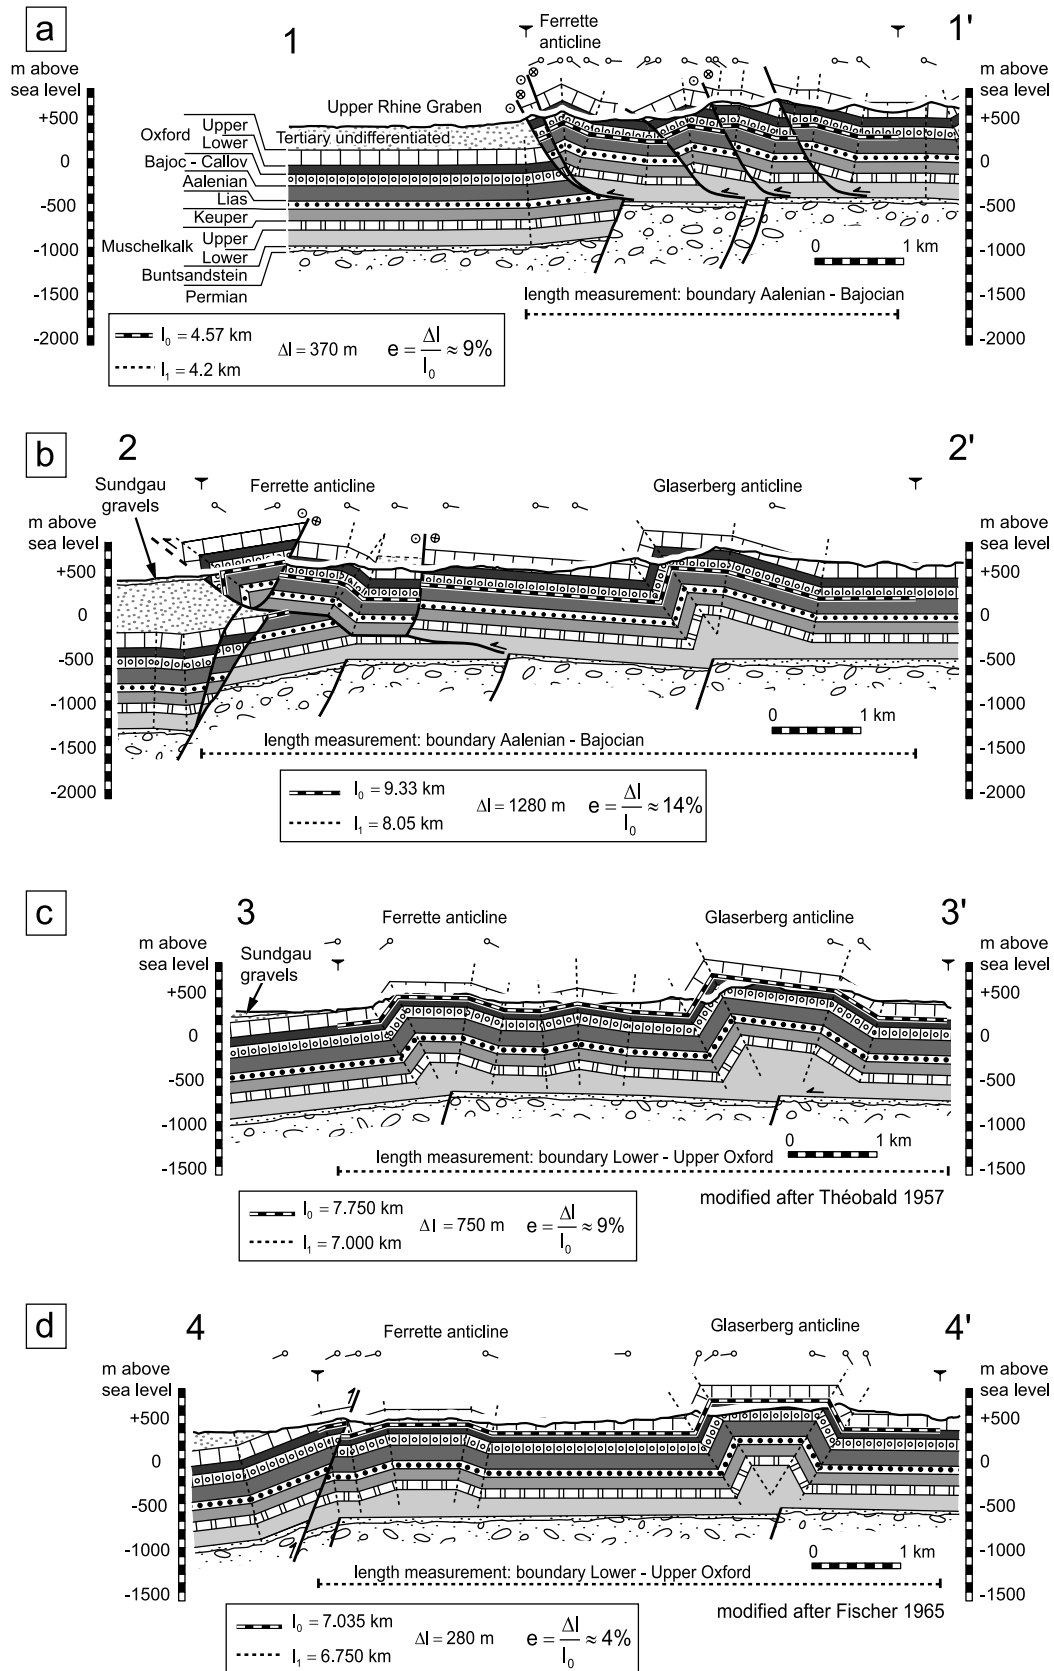 a
1
Ferrette
anticline
1'
m above
sea level
m above
sea level
Upper Rhine Graben
Tertiary undifferentiated
Oxford
Upper
Lower
Bajoc - Callov
Aalenian
Lias
Keuper
Muschelkalk
Upper
Lower
Buntsandstein
Permian
+500
0
-500
-1000
-1500
-2000
+500
0
-500
-1000
-1500
-2000
0 1 km
length measurement: boundary Aalenian - Bajocian
l0 = 4.57 km
l1 = 4.2 km
Δl = 370 m
e = Δl / l0 ≈ 9%
b
2
2'
Sundgau
gravels
Ferrette anticline
Glaserberg anticline
m above
sea level
m above
sea level
+500
0
-500
-1000
-1500
-2000
+500
0
-500
-1000
-1500
-2000
0 1 km
length measurement: boundary Aalenian - Bajocian
l0 = 9.33 km
l1 = 8.05 km
Δl = 1280 m
e = Δl / l0 ≈ 14%
c
3
3'
Ferrette anticline
Glaserberg anticline
m above
sea level
Sundgau
gravels
m above
sea level
+500
0
-500
-1000
-1500
+500
0
-500
-1000
-1500
0 1 km
length measurement: boundary Lower - Upper Oxford
modified after Théobald 1957
l0 = 7.750 km
l1 = 7.000 km
Δl = 750 m
e = Δl / l0 ≈ 9%
d
4
4'
Ferrette anticline
Glaserberg anticline
m above
sea level
m above
sea level
+500
0
-500
-1000
-1500
+500
0
-500
-1000
-1500
0 1 km
length measurement: boundary Lower - Upper Oxford
modified after Fischer 1965
l0 = 7.035 km
l1 = 6.750 km
Δl = 280 m
e = Δl / l0 ≈ 4%